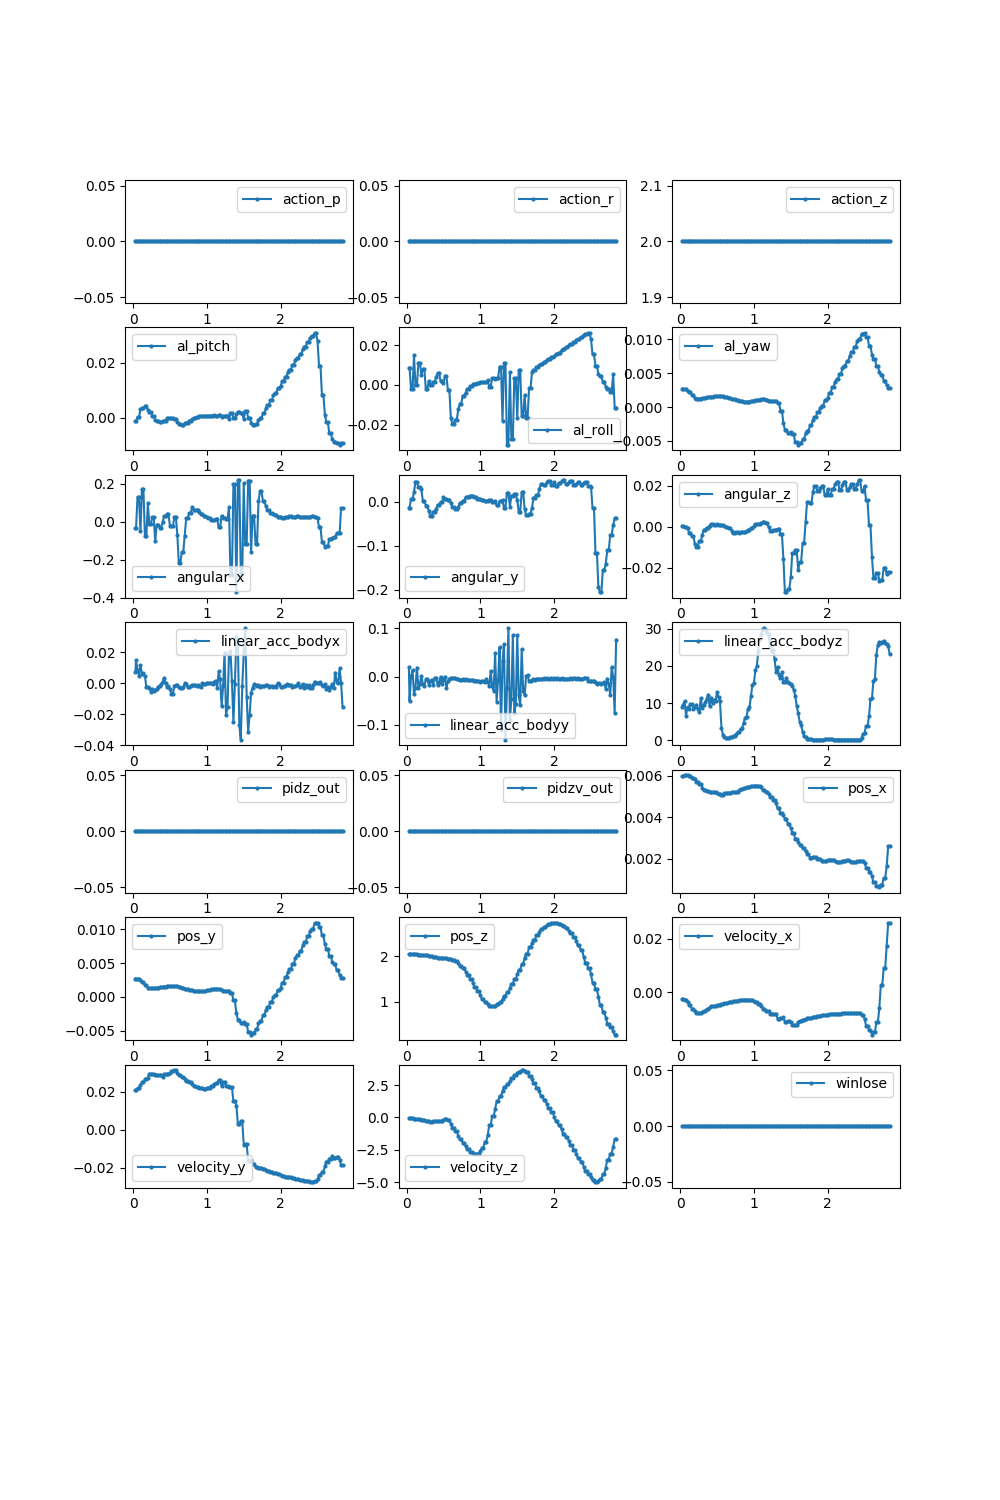 0.05 0.05 2.1
action_p action_r action_z
0.00 0.00 2.0
−0.05 −0.05 1.9
0 1 2 0 1 2 0 1 2
al_pitch 0.02 0.010 al_yaw
0.02 0.00 0.005
0.000
0.00 −0.02 al_roll −0.005
0 1 2 0 1 2 0 1 2
0.2 0.0 0.02 angular_z
0.0 −0.1 0.00
−0.2 angular_x angular_y −0.02
−0.4 −0.2
0 1 2 0 1 2 0 1 2
linear_acc_bodyx 0.1 30 linear_acc_bodyz
0.02 20
0.00 0.0 10
−0.02 linear_acc_bodyy
−0.04 −0.1 0
0 1 2 0 1 2 0 1 2
0.05 0.05 0.006
pidz_out pidzv_out pos_x
0.00 0.00 0.004
0.002
−0.05 −0.05
0 1 2 0 1 2 0 1 2
0.010 pos_y pos_z 0.02 velocity_x
0.005 2
0.000 1 0.00
−0.005
0 1 2 0 1 2 0 1 2
0.02 2.5 0.05
winlose
0.00 0.0 0.00
−0.02 velocity_y −2.5 velocity_z
−5.0 −0.05
0 1 2 0 1 2 0 1 2